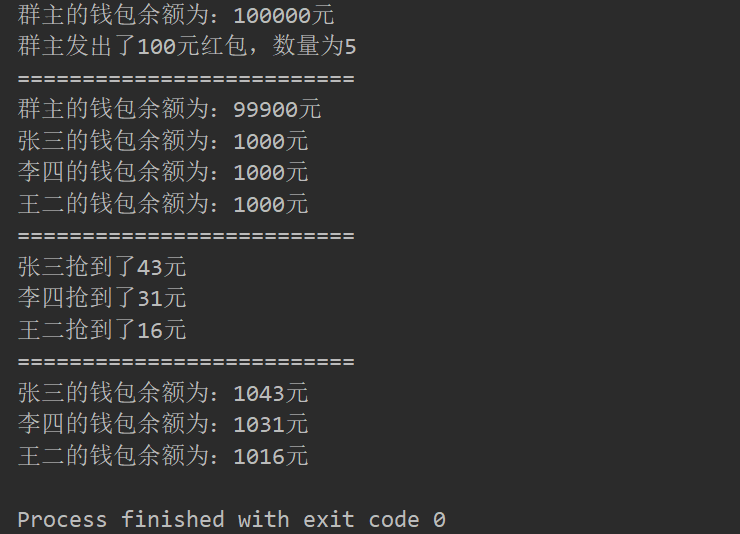 群主的钱包余额为：100000元
群主发出了100元红包，数量为5
==========================
群主的钱包余额为：99900元
张三的钱包余额为：1000元
李四的钱包余额为：1000元
王二的钱包余额为：1000元
==========================
张三抢到了43元
李四抢到了31元
王二抢到了16元
==========================
张三的钱包余额为：1043元
李四的钱包余额为：1031元
王二的钱包余额为：1016元
Process finished with exit code 0